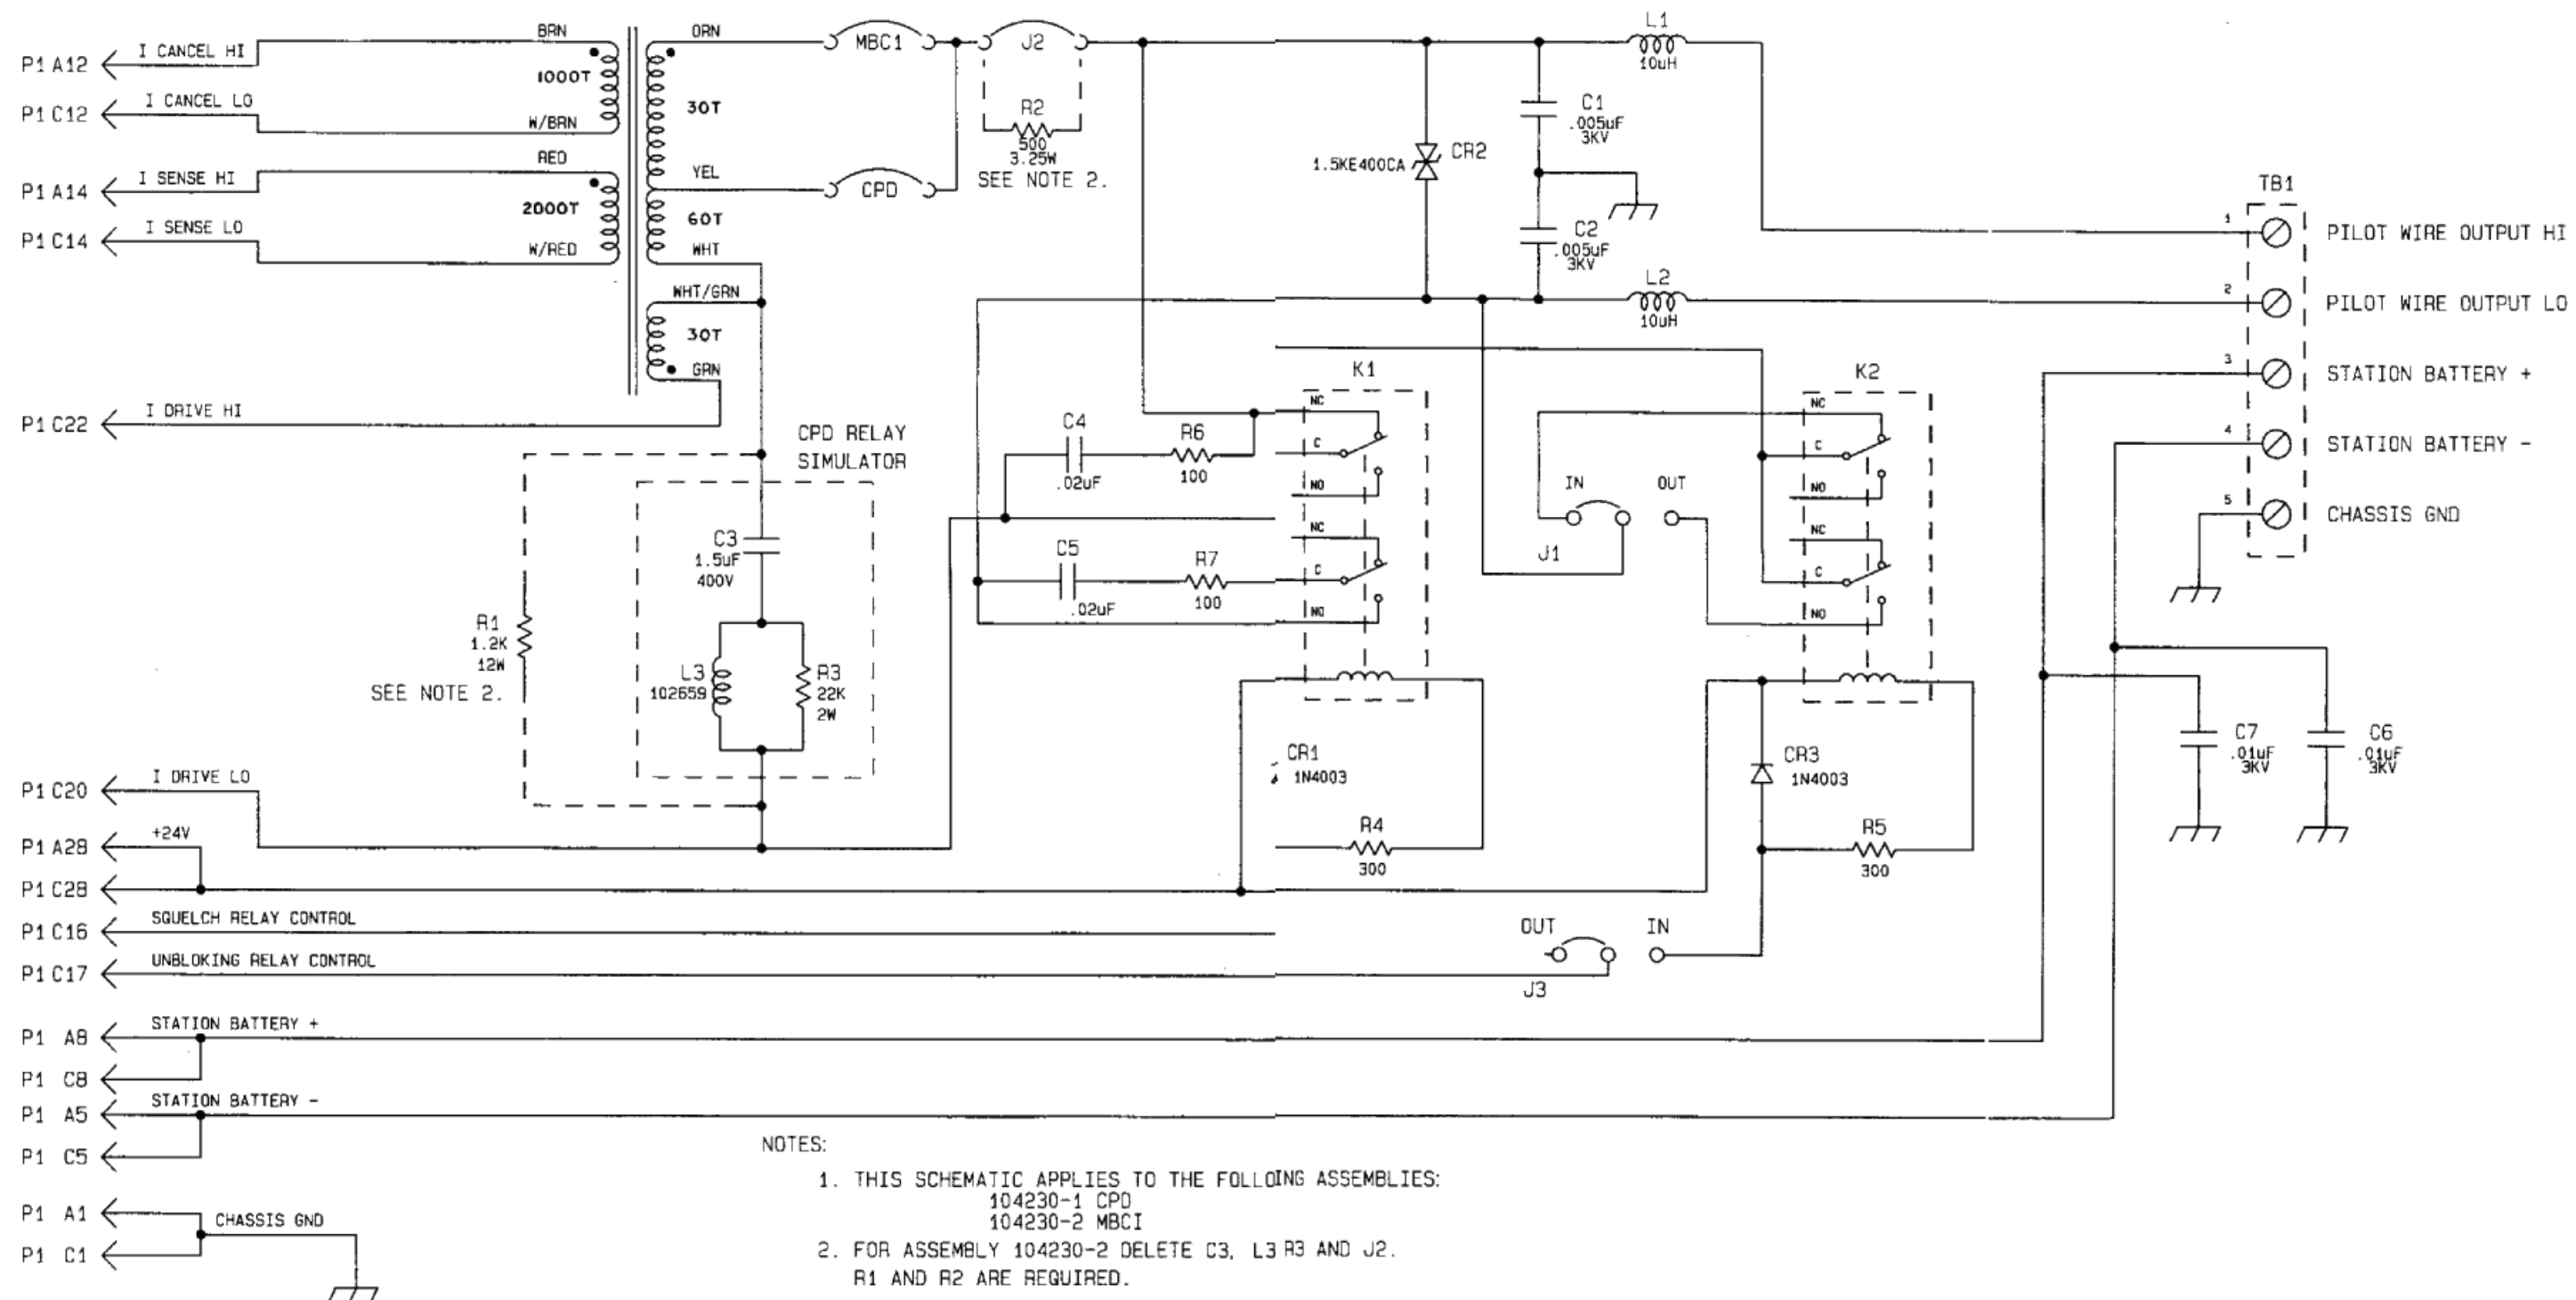 BRN
ORN
MBC1
J2
L1
10uH
P1 A12
I CANCEL HI
1000T
30T
P1 C12
I CANCEL LO
W/BRN
R2
500
3.25W
SEE NOTE 2.
C1
.005uF
3KV
RED
YEL
CPD
1.5KE400CA
CR2
P1 A14
I SENSE HI
2000T
60T
P1 C14
I SENSE LO
W/RED
WHT
C2
.005uF
3KV
TB1
1
PILOT WIRE OUTPUT HI
WHT/GRN
30T
GRN
L2
10uH
2
PILOT WIRE OUTPUT LO
3
STATION BATTERY +
4
STATION BATTERY -
5
CHASSIS GND
P1 C22
I DRIVE HI
CPD RELAY
SIMULATOR
K1
K2
NC
C
NO
NC
C
NO
NC
C
NO
NC
C
NO
C4
.02uF
R6
100
C5
.02uF
R7
100
IN
OUT
J1
C3
1.5uF
400V
R1
1.2K
12W
SEE NOTE 2.
L3
102659
R3
22K
2W
CR1
1N4003
R4
300
CR3
1N4003
R5
300
C7
.01uF
3KV
C6
.01uF
3KV
P1 C20
I DRIVE LO
P1 A28
+24V
P1 C28
P1 C16
SQUELCH RELAY CONTROL
P1 C17
UNBLOKING RELAY CONTROL
OUT
IN
J3
P1 A8
STATION BATTERY +
P1 C8
P1 A5
STATION BATTERY -
P1 C5
P1 A1
CHASSIS GND
P1 C1
NOTES:
1. THIS SCHEMATIC APPLIES TO THE FOLLOING ASSEMBLIES:
104230-1 CPD
104230-2 MBCI
2. FOR ASSEMBLY 104230-2 DELETE C3, L3 R3 AND J2.
R1 AND R2 ARE REQUIRED.